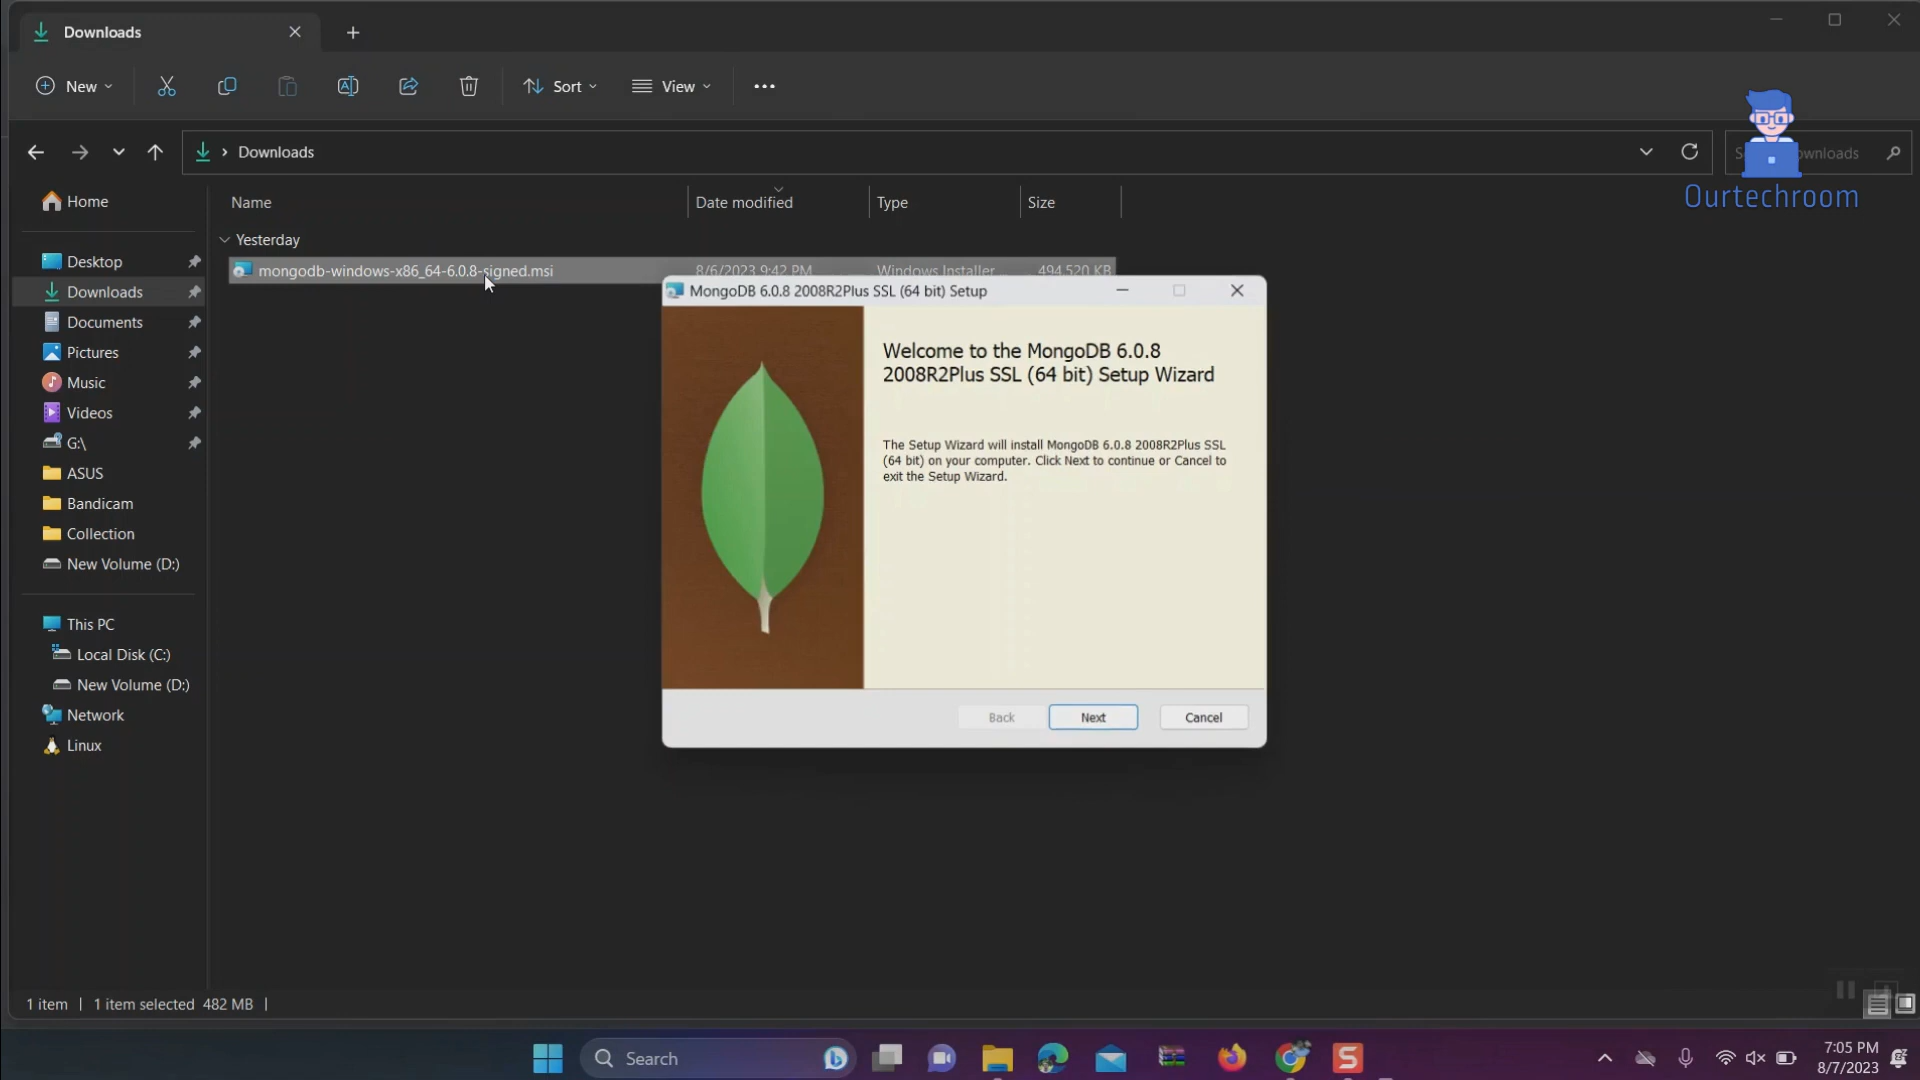 Downloads
New
Sort
View
Downloads
wnloads
Ourtechroom
Home
Desktop
Downloads
Documents
Pictures
Music
Videos
G:\
ASUS
Bandicam
Collection
New Volume (D:)
This PC
Local Disk (C:)
New Volume (D:)
Network
Linux
Name
Date modified
Type
Size
Yesterday
mongodb-windows-x86_64-6.0.8-signed.msi
8/6/2023 9:42 PM
Windows Installer ...
494,520 KB
MongoDB 6.0.8 2008R2Plus SSL (64 bit) Setup
Welcome to the MongoDB 6.0.8
2008R2Plus SSL (64 bit) Setup Wizard
The Setup Wizard will install MongoDB 6.0.8 2008R2Plus SSL
(64 bit) on your computer. Click Next to continue or Cancel to
exit the Setup Wizard.
Back
Next
Cancel
1 item
1 item selected 482 MB
Search
7:05 PM
8/7/2023